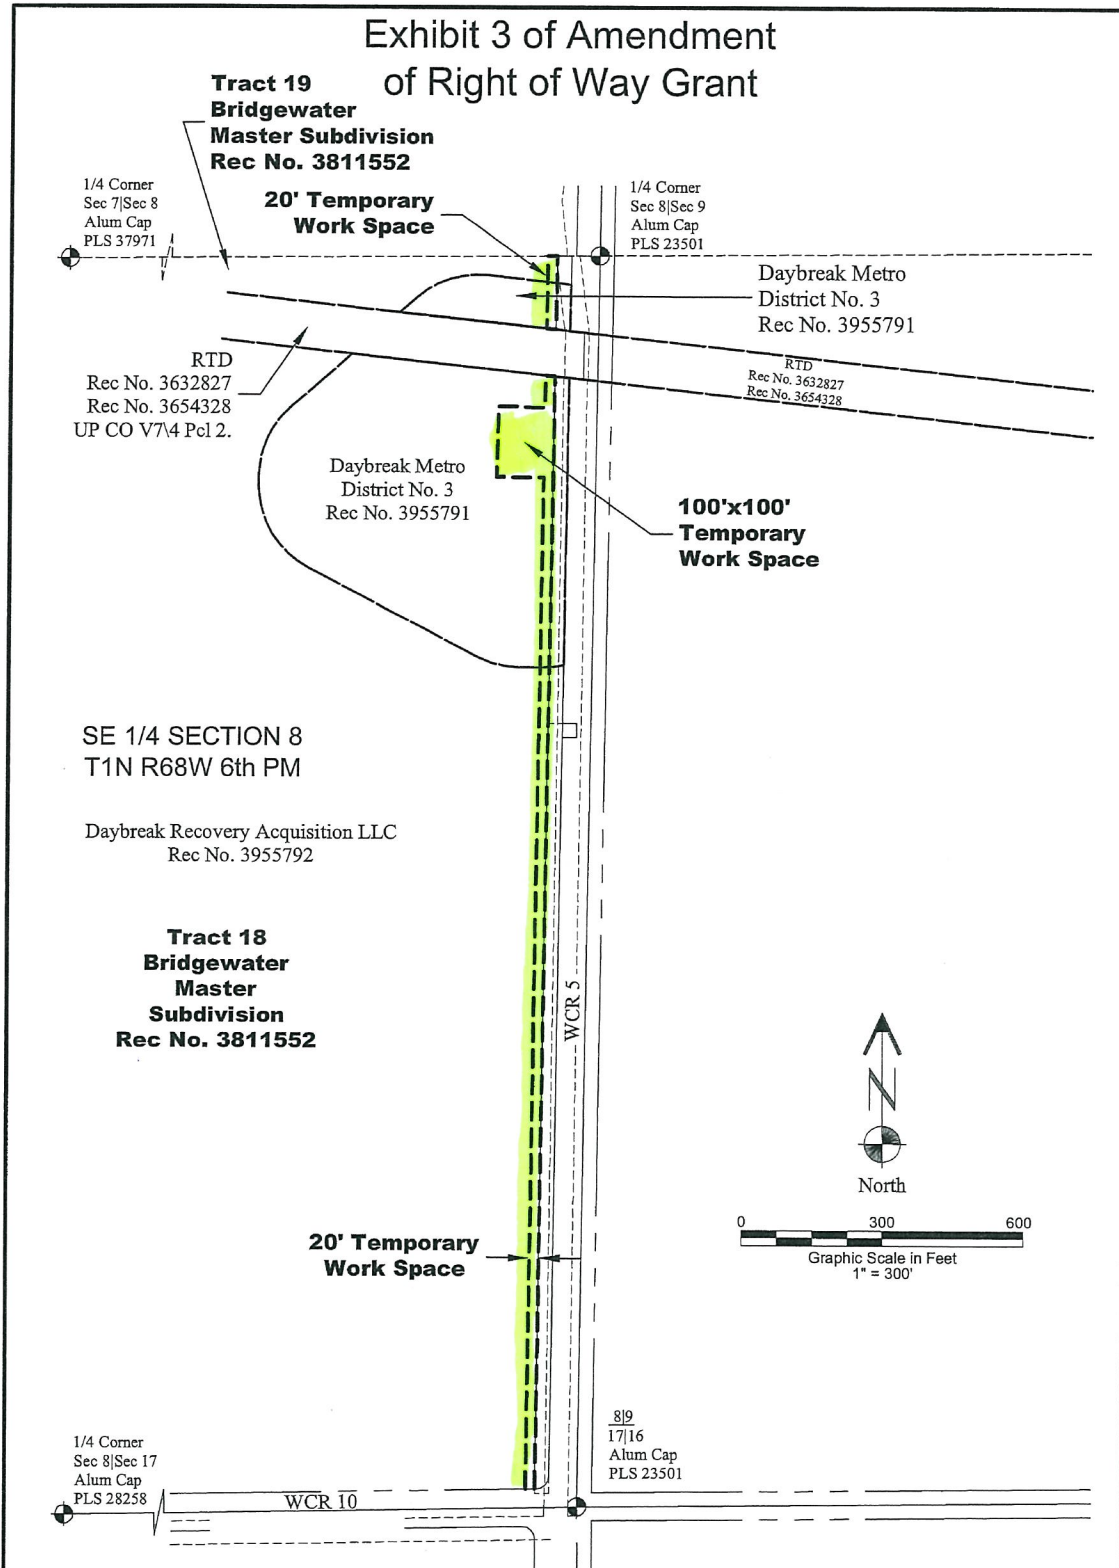 Exhibit 3 of Amendment
of Right of Way Grant
Tract 19
Bridgewater
Master Subdivision
Rec No. 3811552
1/4 Corner
Sec 7|Sec 8
Alum Cap
PLS 37971
20' Temporary
Work Space
1/4 Corner
Sec 8|Sec 9
Alum Cap
PLS 23501
Daybreak Metro
District No. 3
Rec No. 3955791
RTD
Rec No. 3632827
Rec No. 3654328
UP CO V7\4 Pcl 2.
RTD
Rec No. 3632827
Rec No. 3654328
Daybreak Metro
District No. 3
Rec No. 3955791
100'x100'
Temporary
Work Space
SE 1/4 SECTION 8
T1N R68W 6th PM
Daybreak Recovery Acquisition LLC
Rec No. 3955792
Tract 18
Bridgewater
Master
Subdivision
Rec No. 3811552
WCR 5
N
North
0 300 600
Graphic Scale in Feet
1" = 300'
20' Temporary
Work Space
8|9
17|16
Alum Cap
PLS 23501
1/4 Corner
Sec 8|Sec 17
Alum Cap
PLS 28258
WCR 10